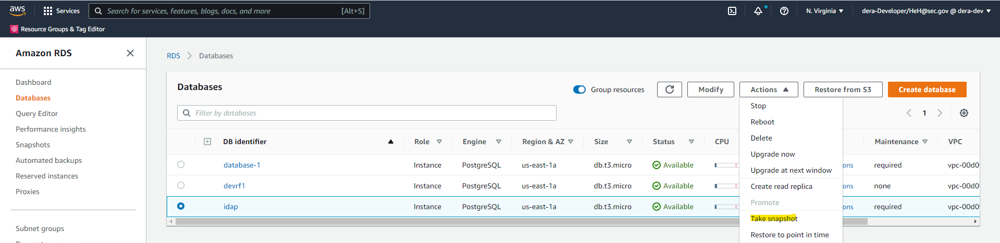 aws Services Search for services, features, blogs, docs, and more [Alt+S] N. Virginia dera-Developer/HeH@sec.gov @ dera-dev
Resource Groups & Tag Editor
Amazon RDS
Dashboard
Databases
Query Editor
Performance insights
Snapshots
Automated backups
Reserved instances
Proxies
Subnet groups
RDS Databases
Databases
Group resources Modify Actions Restore from S3 Create database
Filter by databases
1
Stop
Reboot
Delete
Upgrade now
Upgrade at next window
Create read replica
Promote
Take snapshot
Restore to point in time
DB identifier Role Engine Region & AZ Size Status CPU Maintenance VPC
database-1 Instance PostgreSQL us-east-1a db.t3.micro Available ons required vpc-00d0
devrf1 Instance PostgreSQL us-east-1a db.t3.micro Available ons none vpc-00d0
idap Instance PostgreSQL us-east-1a db.t3.micro Available ons required vpc-00d0